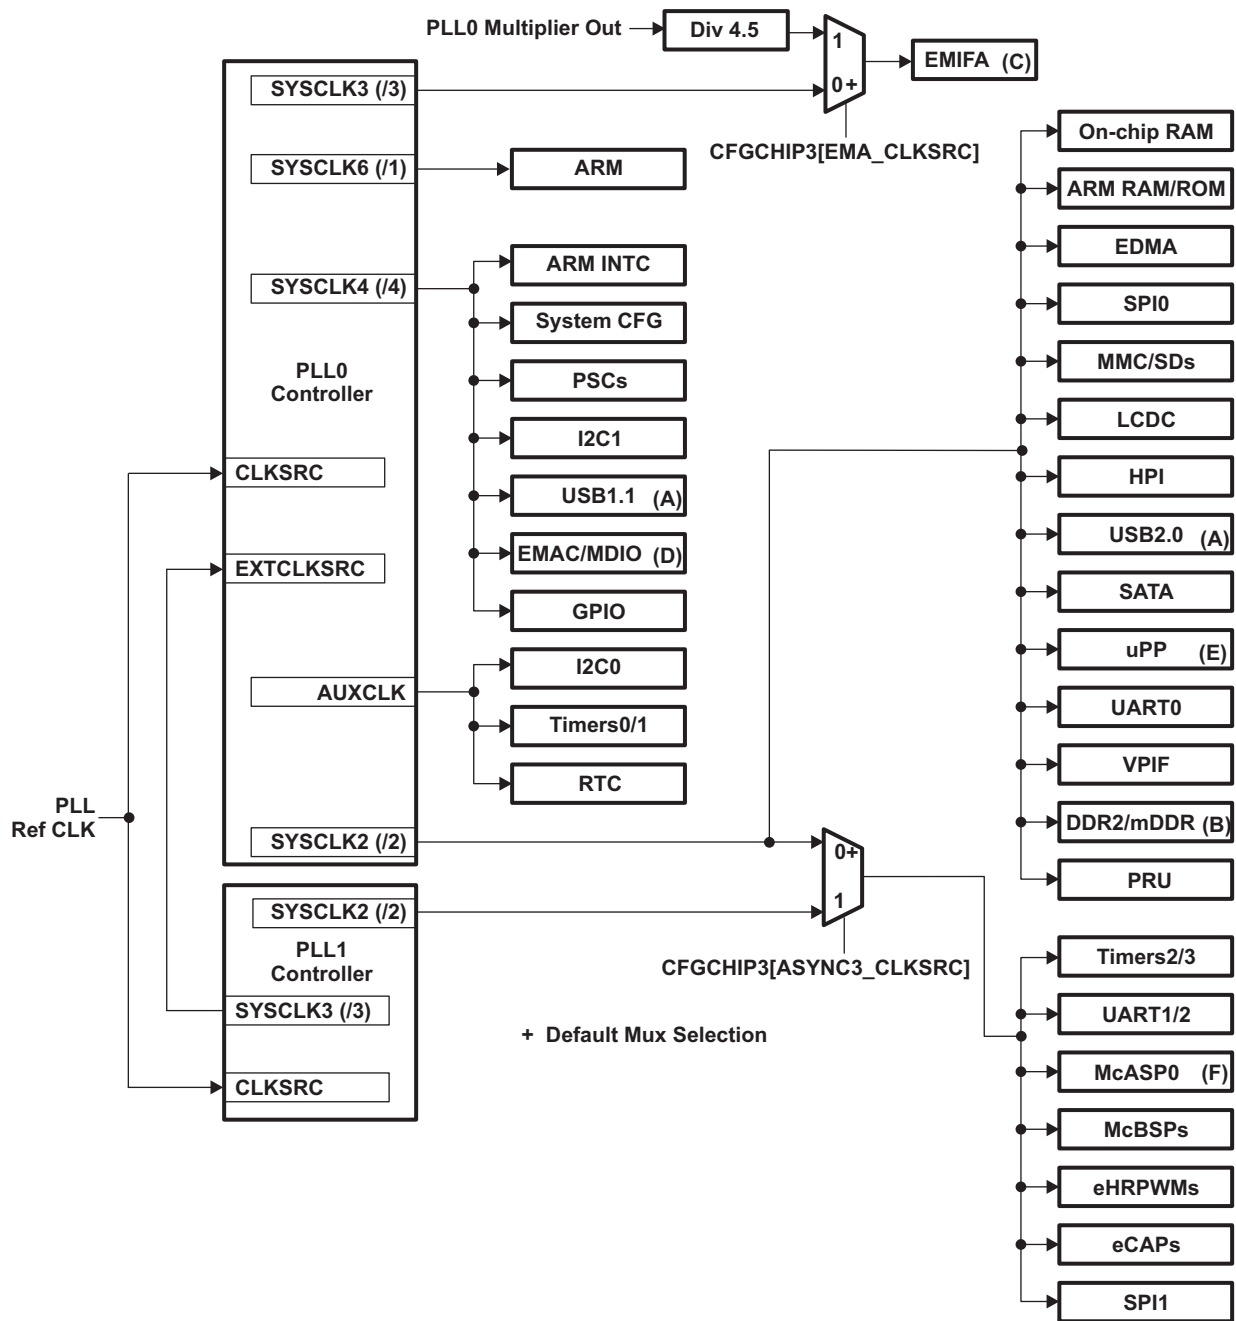 PLL0 Multiplier Out
Div 4.5
1
0+
EMIFA (C)
CFGCHIP3[EMA_CLKSRC]
SYSCLK3 (/3)
SYSCLK6 (/1)
ARM
SYSCLK4 (/4)
ARM INTC
System CFG
PSCs
I2C1
USB1.1 (A)
EMAC/MDIO (D)
GPIO
PLL0
Controller
CLKSRC
EXTCLKSRC
AUXCLK
I2C0
Timers0/1
RTC
PLL
Ref CLK
SYSCLK2 (/2)
SYSCLK2 (/2)
PLL1
Controller
SYSCLK3 (/3)
CLKSRC
0+
1
CFGCHIP3[ASYNC3_CLKSRC]
+ Default Mux Selection
On-chip RAM
ARM RAM/ROM
EDMA
SPI0
MMC/SDs
LCDC
HPI
USB2.0 (A)
SATA
uPP (E)
UART0
VPIF
DDR2/mDDR (B)
PRU
Timers2/3
UART1/2
McASP0 (F)
McBSPs
eHRPWMs
eCAPs
SPI1